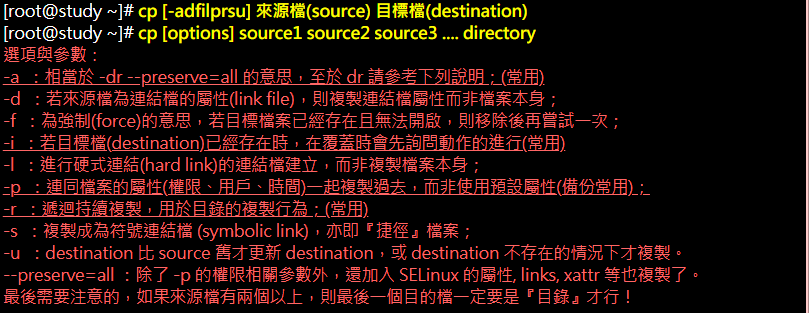 [root@study ~]# cp [-adfilprsu] 來源檔(source) 目標檔(destination)
[root@study ~]# cp [options] source1 source2 source3 .... directory
選項與參數：
-a ：相當於 -dr --preserve=all 的意思，至於 dr 請參考下列說明；(常用)
-d ：若來源檔為連結檔的屬性(link file)，則複製連結檔屬性而非檔案本身；
-f ：為強制(force)的意思，若目標檔案已經存在且無法開啟，則移除後再嘗試一次；
-i ：若目標檔(destination)已經存在時，在覆蓋時會先詢問動作的進行(常用)
-l ：進行硬式連結(hard link)的連結檔建立，而非複製檔案本身；
-p ：連同檔案的屬性(權限、用戶、時間)一起複製過去，而非使用預設屬性(備份常用)；
-r ：遞迴持續複製，用於目錄的複製行為；(常用)
-s ：複製成為符號連結檔 (symbolic link)，亦即『捷徑』檔案；
-u ：destination 比 source 舊才更新 destination，或 destination 不存在的情況下才複製。
--preserve=all ：除了 -p 的權限相關參數外，還加入 SELinux 的屬性, links, xattr 等也複製了。
最後需要注意的，如果來源檔有兩個以上，則最後一個目的檔一定要是『目錄』才行！